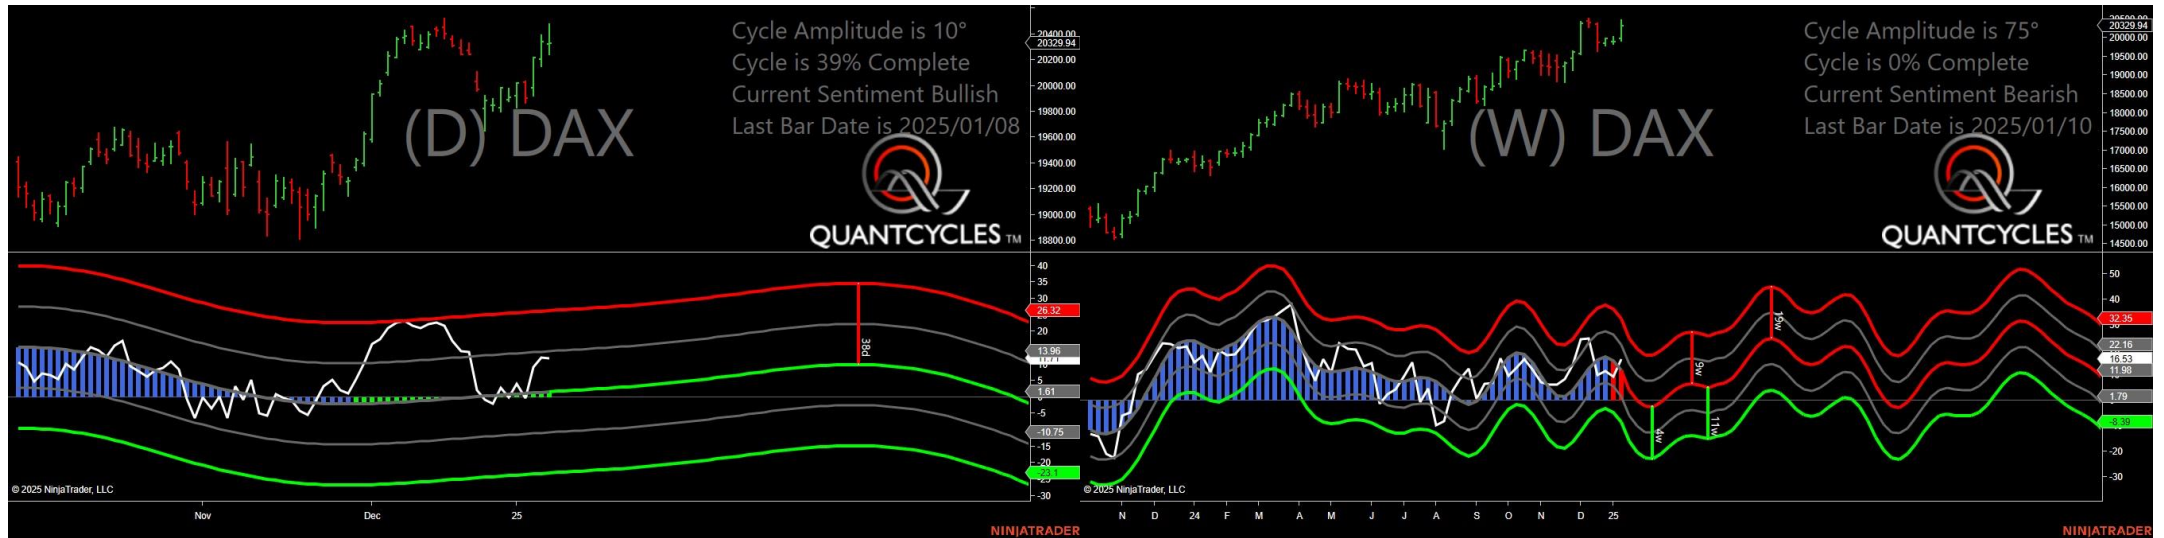 Cycle Amplitude is 10°
Cycle is 39% Complete
Current Sentiment Bullish
Last Bar Date is 2025/01/08
(D) DAX
QUANTCYCLES TM
20400.00
20329.94
20200.00
20000.00
19800.00
19600.00
19400.00
19200.00
19000.00
18800.00
40
35
30
26.32
20
13.96
5
1.61
-5
-10.75
-15
-20
-23.1
-30
38d
© 2025 NinjaTrader, LLC
Nov
Dec
25
NINJATRADER
Cycle Amplitude is 75°
Cycle is 0% Complete
Current Sentiment Bearish
Last Bar Date is 2025/01/10
(W) DAX
QUANTCYCLES TM
20329.94
20000.00
19500.00
19000.00
18500.00
18000.00
17500.00
17000.00
16500.00
16000.00
15500.00
15000.00
14500.00
50
40
32.35
22.16
16.53
11.98
1.79
-8.39
-20
-30
4w
9w
11w
19w
© 2025 NinjaTrader, LLC
N D 24 F M A M J J A S O N D 25
NINJATRADER